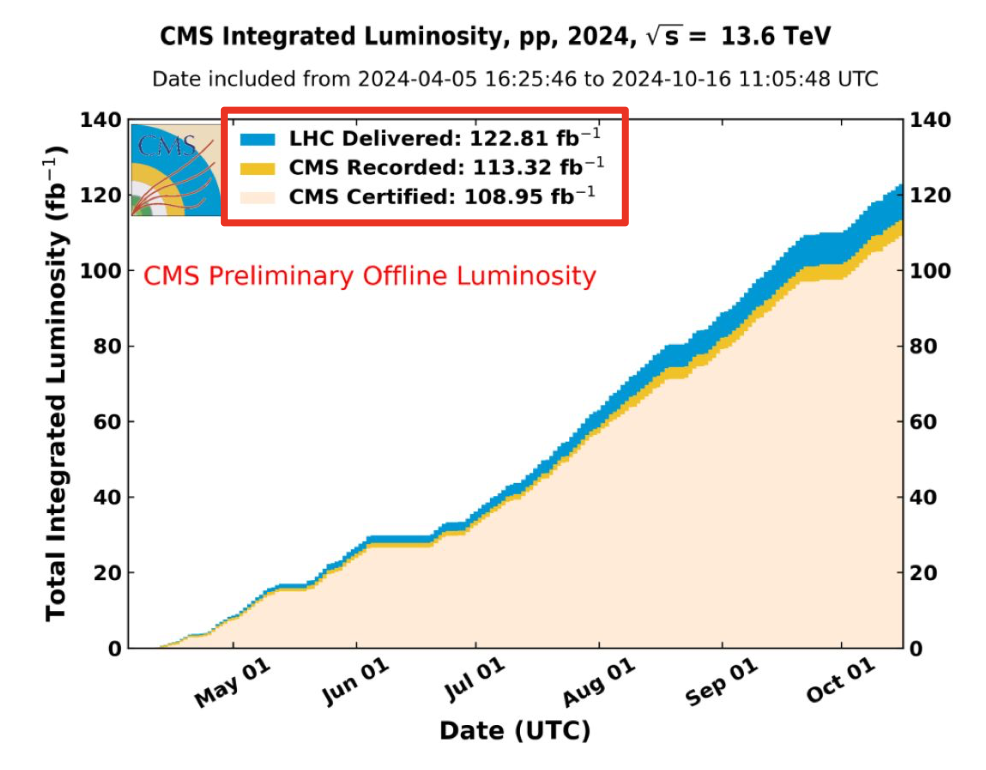 CMS Integrated Luminosity, pp, 2024, √s = 13.6 TeV
Date included from 2024-04-05 16:25:46 to 2024-10-16 11:05:48 UTC
CMS
LHC Delivered: 122.81 fb⁻¹
CMS Recorded: 113.32 fb⁻¹
CMS Certified: 108.95 fb⁻¹
CMS Preliminary Offline Luminosity
Total Integrated Luminosity (fb⁻¹)
140 140
120 120
100 100
80 80
60 60
40 40
20 20
0 0
May 01 Jun 01 Jul 01 Aug 01 Sep 01 Oct 01
Date (UTC)